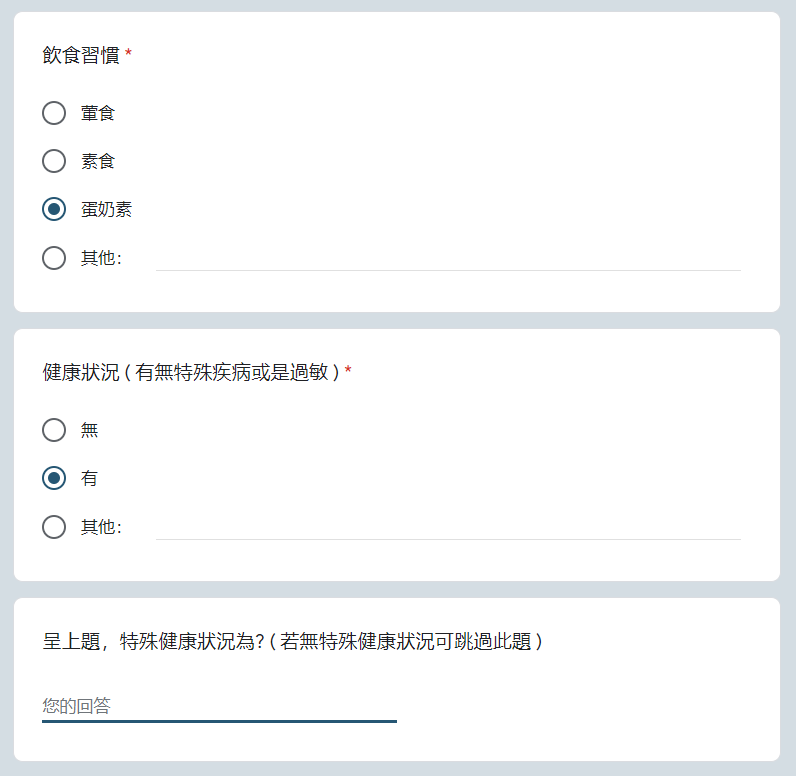 飲食習慣 *
葷食
素食
蛋奶素
其他：
健康狀況 ( 有無特殊疾病或是過敏 ) *
無
有
其他：
呈上題，特殊健康狀況為? ( 若無特殊健康狀況可跳過此題 )
您的回答